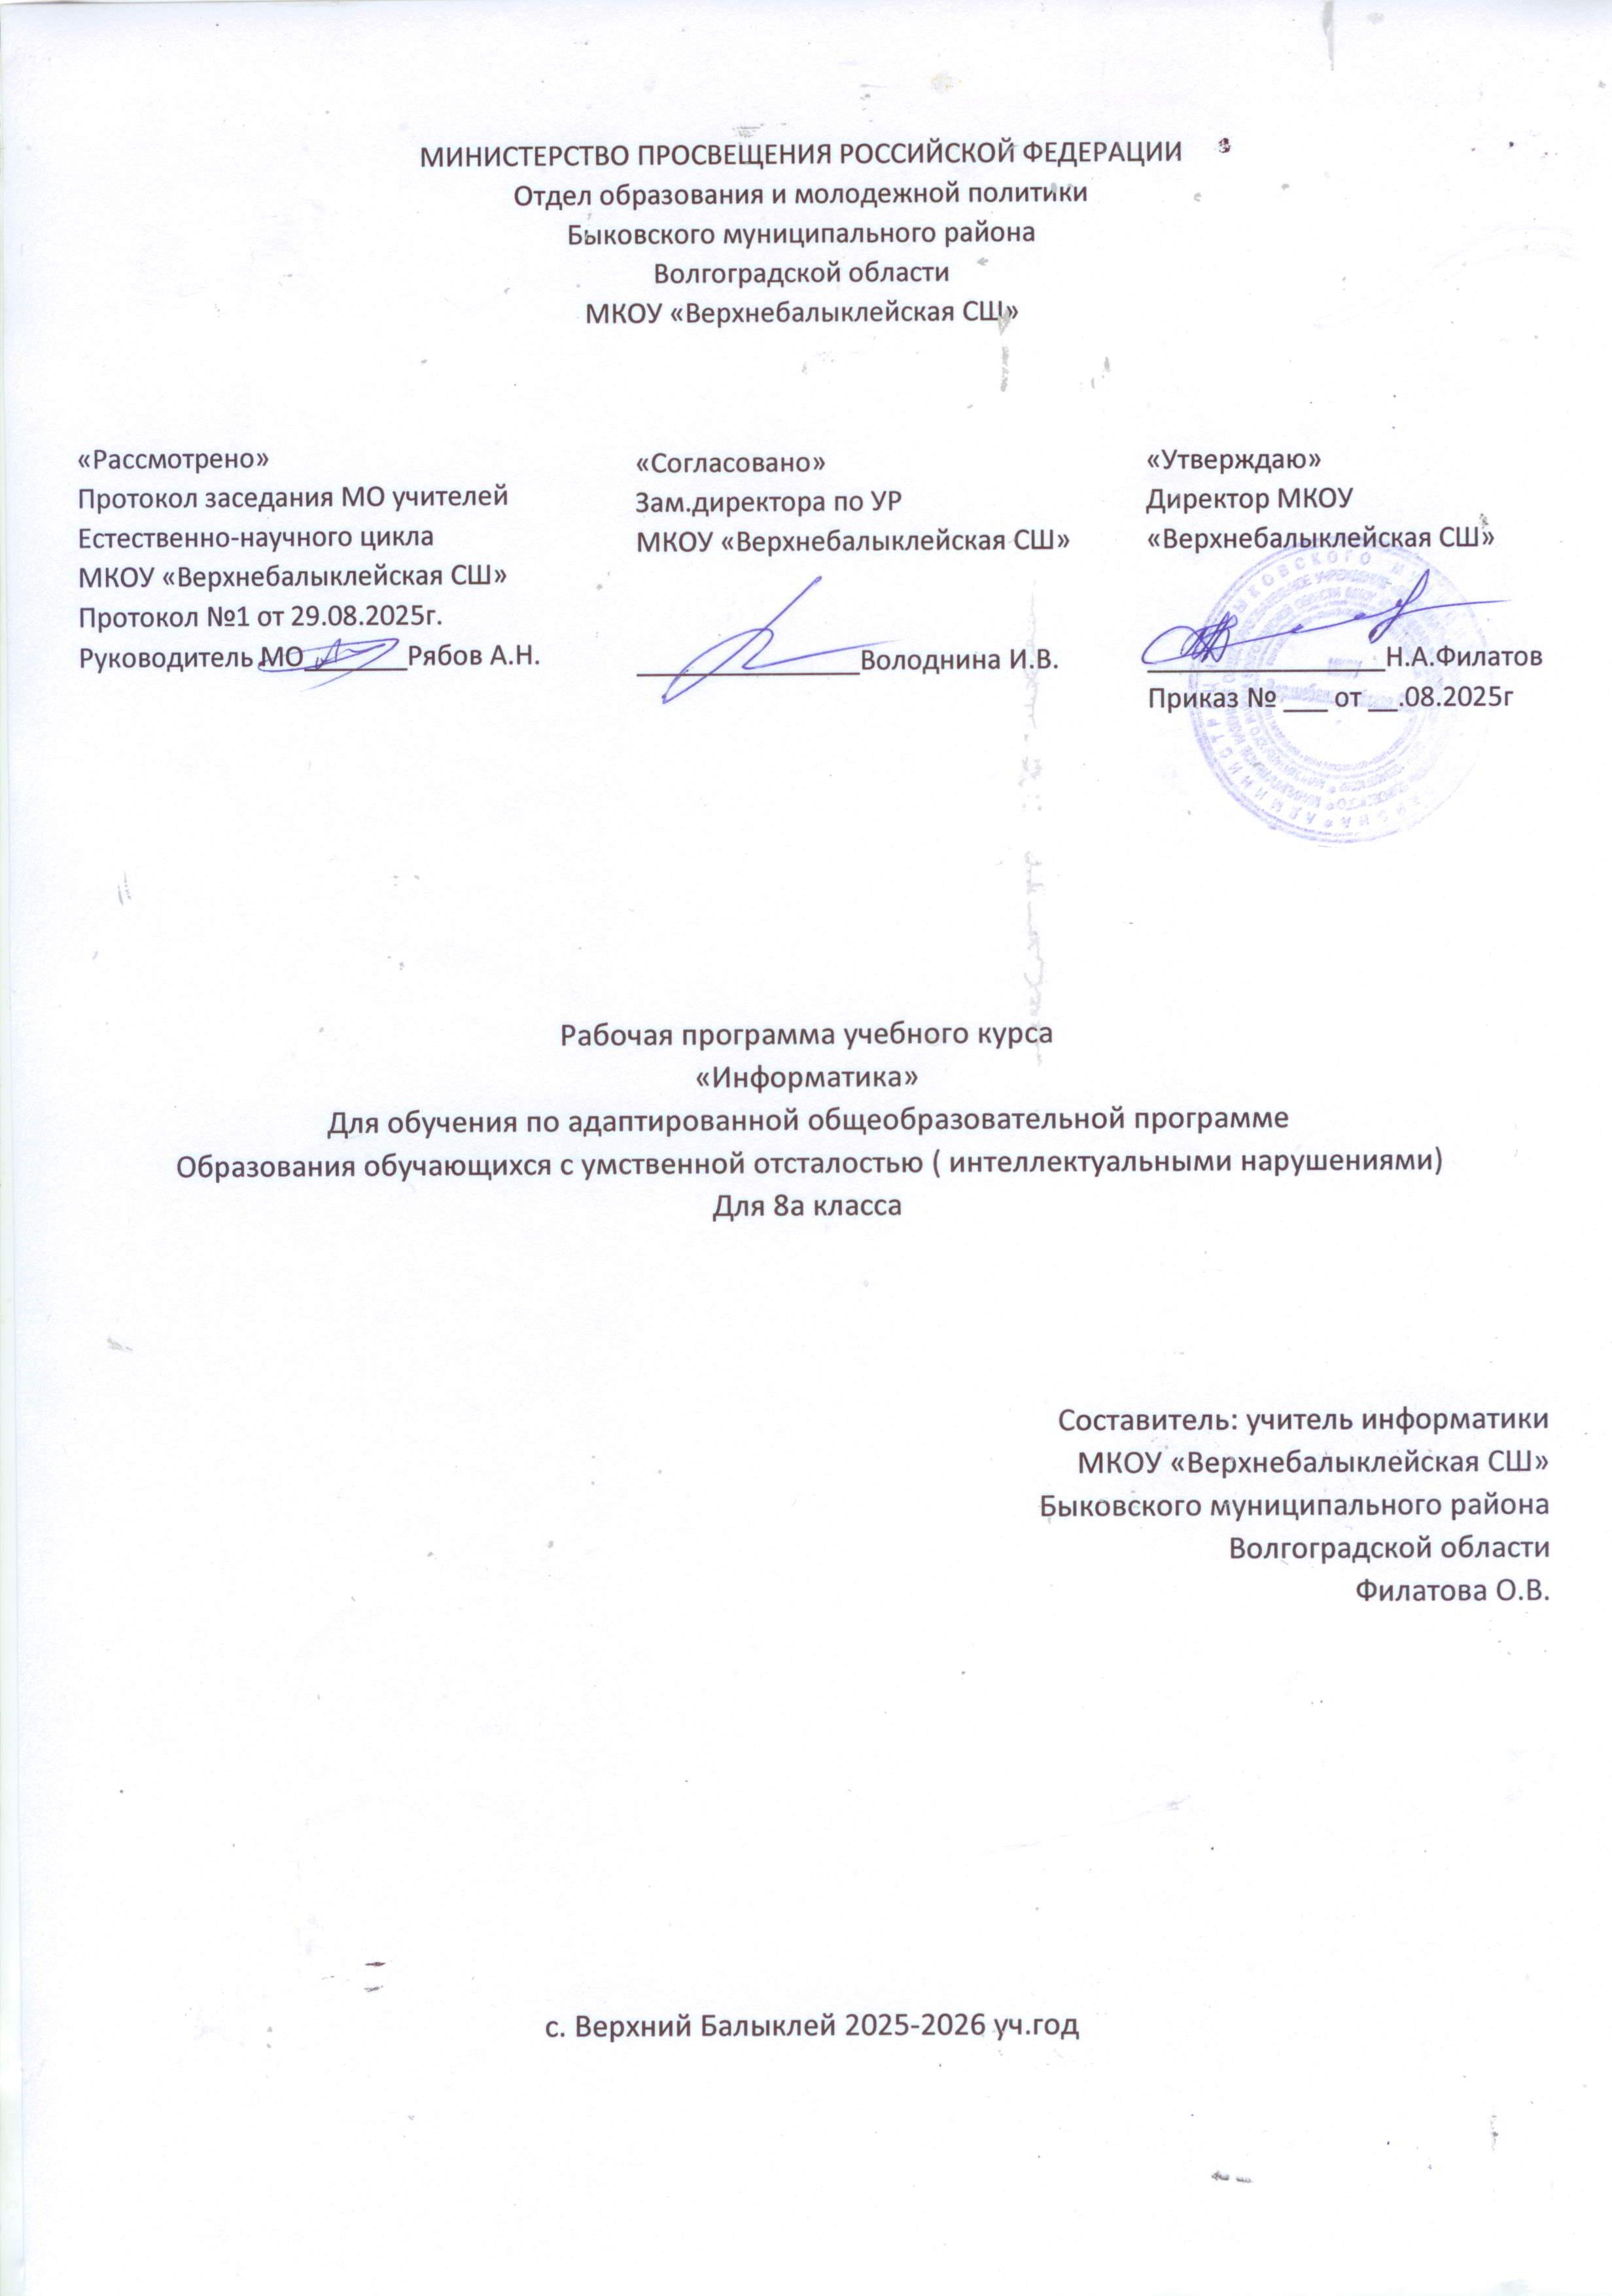 МИНИСТЕРСТВО ПРОСВЕЩЕНИЯ РОССИЙСКОЙ ФЕДЕРАЦИИ
Отдел образования и молодежной политики
Быковского муниципального района
Волгоградской области
МКОУ «Верхнебалыклейская СШ»
«Рассмотрено»
Протокол заседания МО учителей
Естественно-научного цикла
МКОУ «Верхнебалыклейская СШ»
Протокол №1 от 29.08.2025г.
Руководитель МО_______Рябов А.Н.
«Согласовано»
Зам.директора по УР
МКОУ «Верхнебалыклейская СШ»
_______________Володнина И.В.
«Утверждаю»
Директор МКОУ
«Верхнебалыклейская СШ»
________________Н.А.Филатов
Приказ № ___ от __.08.2025г
Рабочая программа учебного курса
«Информатика»
Для обучения по адаптированной общеобразовательной программе
Образования обучающихся с умственной отсталостью ( интеллектуальными нарушениями)
Для 8а класса
Составитель: учитель информатики
МКОУ «Верхнебалыклейская СШ»
Быковского муниципального района
Волгоградской области
Филатова О.В.
с. Верхний Балыклей 2025-2026 уч.год